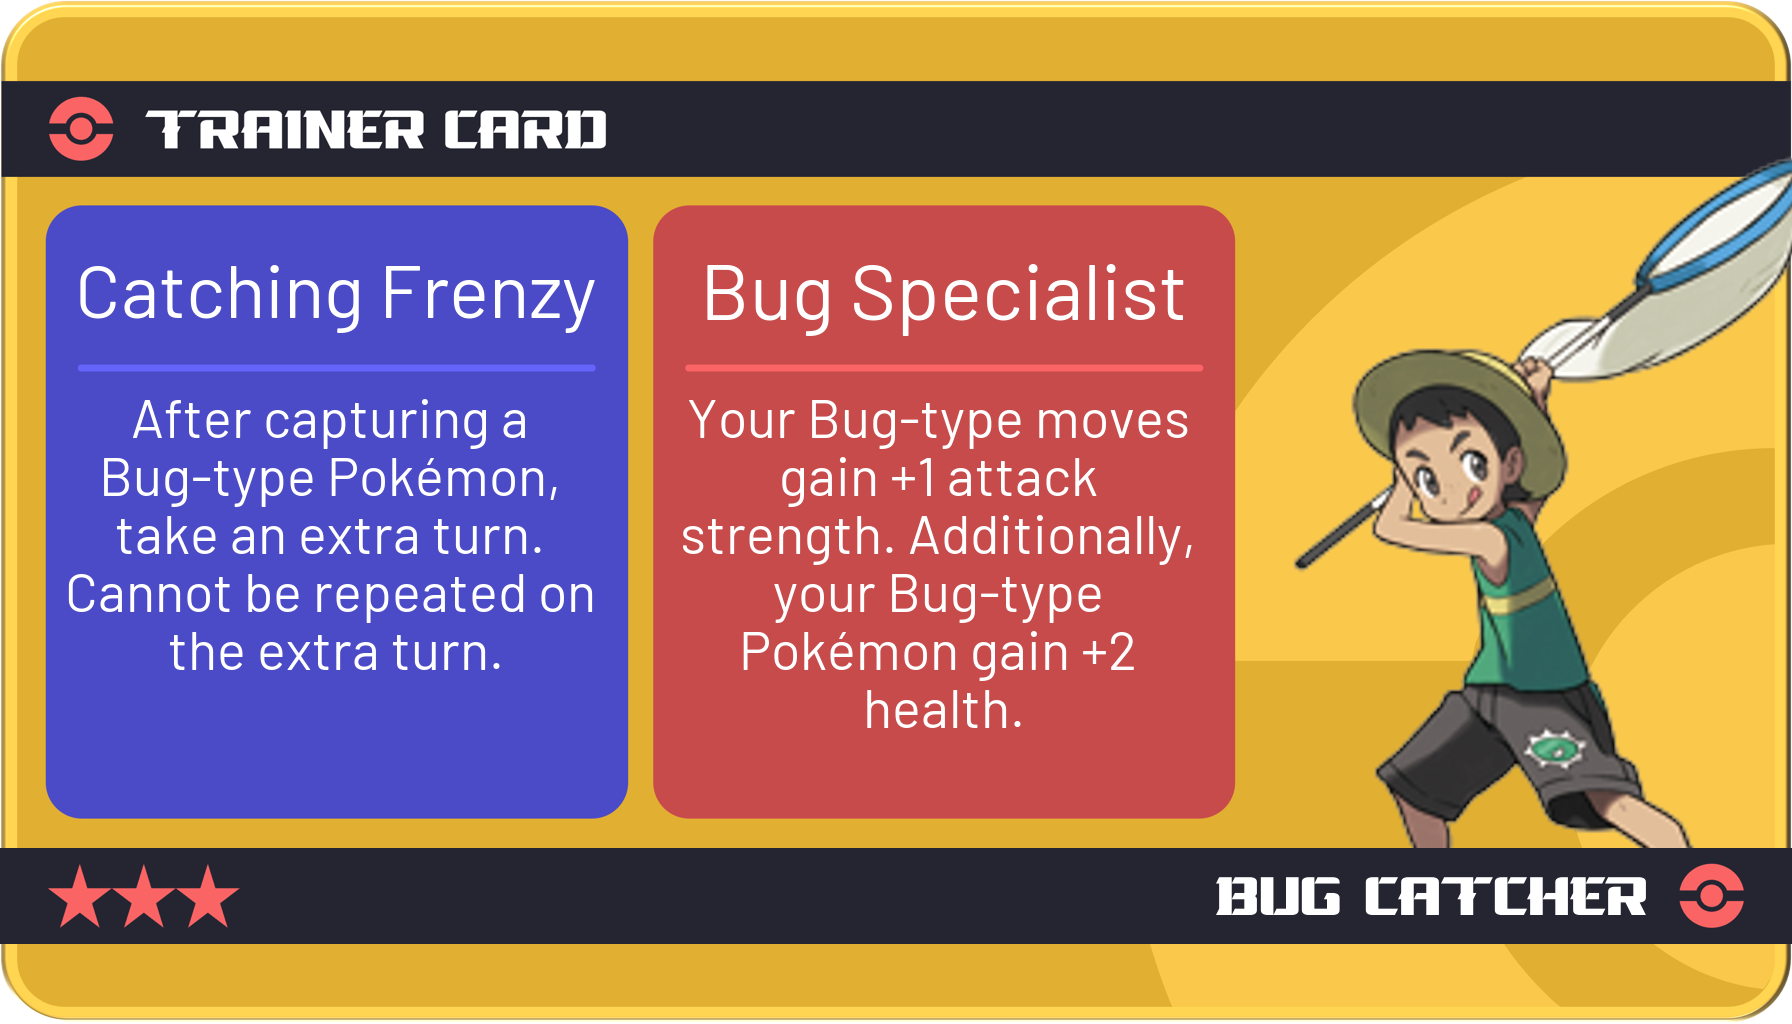 TRAINER CARD
Catching Frenzy
After capturing a
Bug-type Pokémon,
take an extra turn.
Cannot be repeated on
the extra turn.
Bug Specialist
Your Bug-type moves
gain +1 attack
strength. Additionally,
your Bug-type
Pokémon gain +2
health.
BUG CATCHER